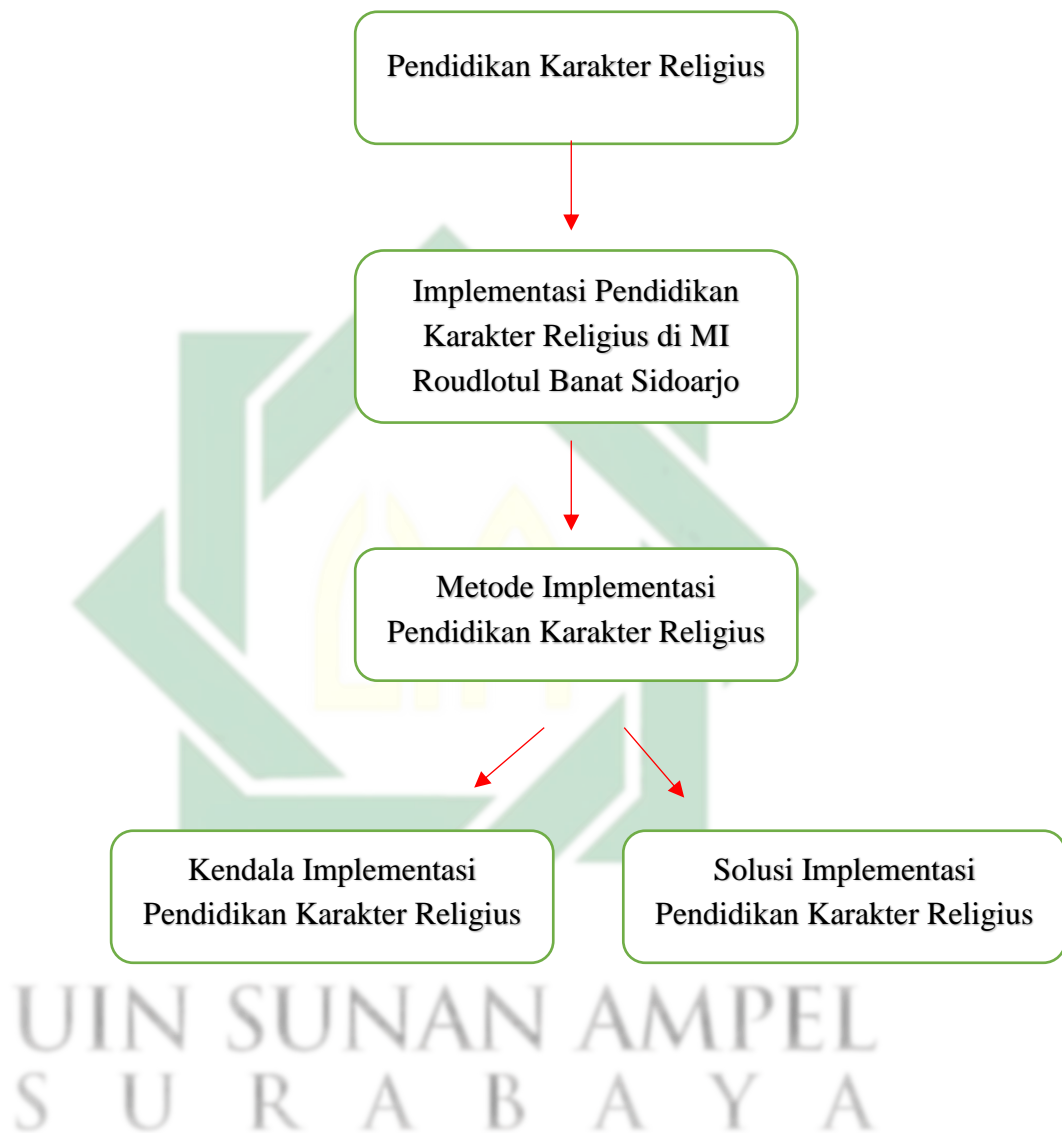 Pendidikan Karakter Religius
Implementasi Pendidikan
Karakter Religius di MI
Roudlotul Banat Sidoarjo
Metode Implementasi
Pendidikan Karakter Religius
Kendala Implementasi
Pendidikan Karakter Religius
Solusi Implementasi
Pendidikan Karakter Religius
UIN SUNAN AMPEL
SURABAYA